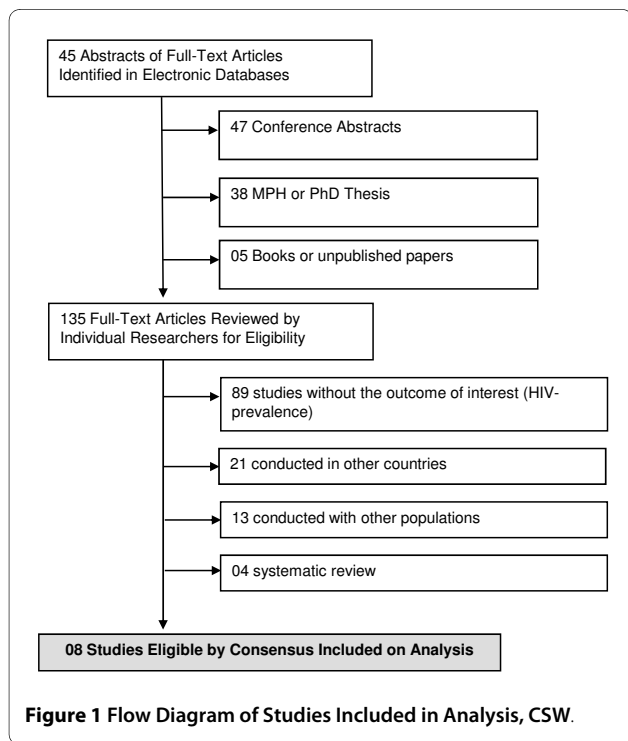 45 Abstracts of Full-Text Articles
Identified in Electronic Databases
47 Conference Abstracts
38 MPH or PhD Thesis
05 Books or unpublished papers
135 Full-Text Articles Reviewed by
Individual Researchers for Eligibility
89 studies without the outcome of interest (HIV-
prevalence)
21 conducted in other countries
13 conducted with other populations
04 systematic review
08 Studies Eligible by Consensus Included on Analysis
Figure 1 Flow Diagram of Studies Included in Analysis, CSW.